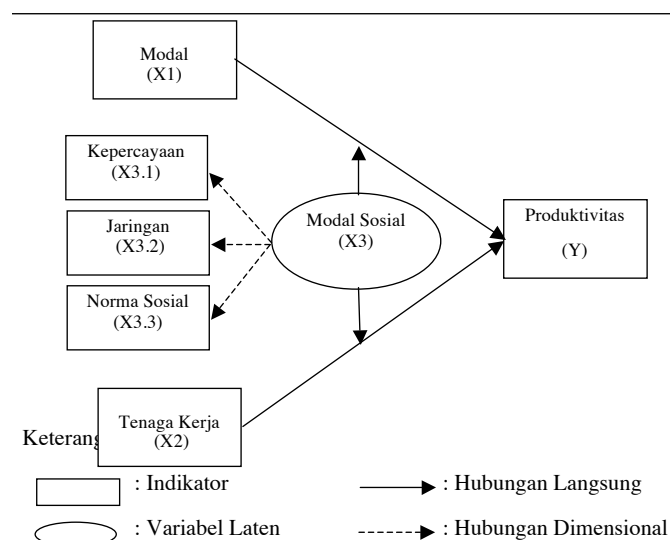 Modal
(X1)
Kepercayaan
(X3.1)
Jaringan
(X3.2)
Norma Sosial
(X3.3)
Modal Sosial
(X3)
Produktivitas
(Y)
Tenaga Kerja
(X2)
Keterang
: Indikator
: Hubungan Langsung
: Variabel Laten
: Hubungan Dimensional